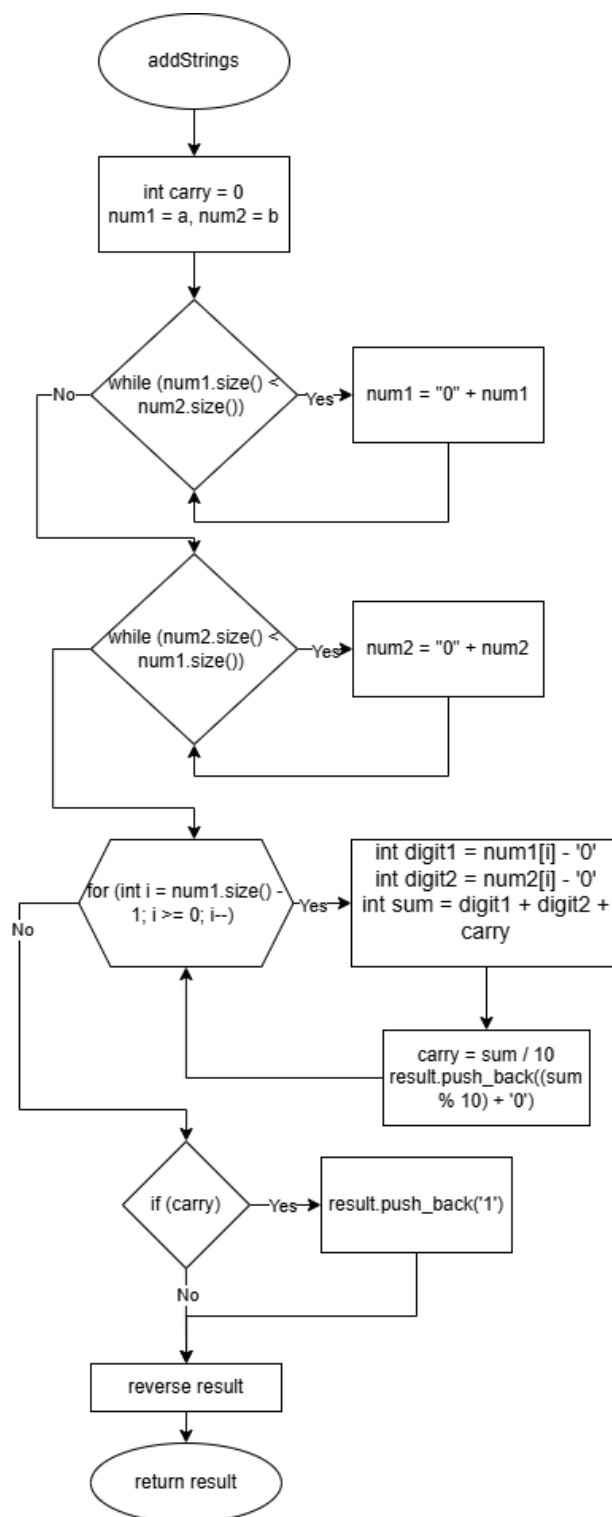 addStrings
int carry = 0
num1 = a, num2 = b
while (num1.size() <
num2.size())
No
Yes
num1 = "0" + num1
while (num2.size() <
num1.size())
Yes
num2 = "0" + num2
for (int i = num1.size() -
1; i >= 0; i--)
Yes
No
int digit1 = num1[i] - '0'
int digit2 = num2[i] - '0'
int sum = digit1 + digit2 +
carry
carry = sum / 10
result.push_back((sum
% 10) + '0')
if (carry)
Yes
result.push_back('1')
No
reverse result
return result